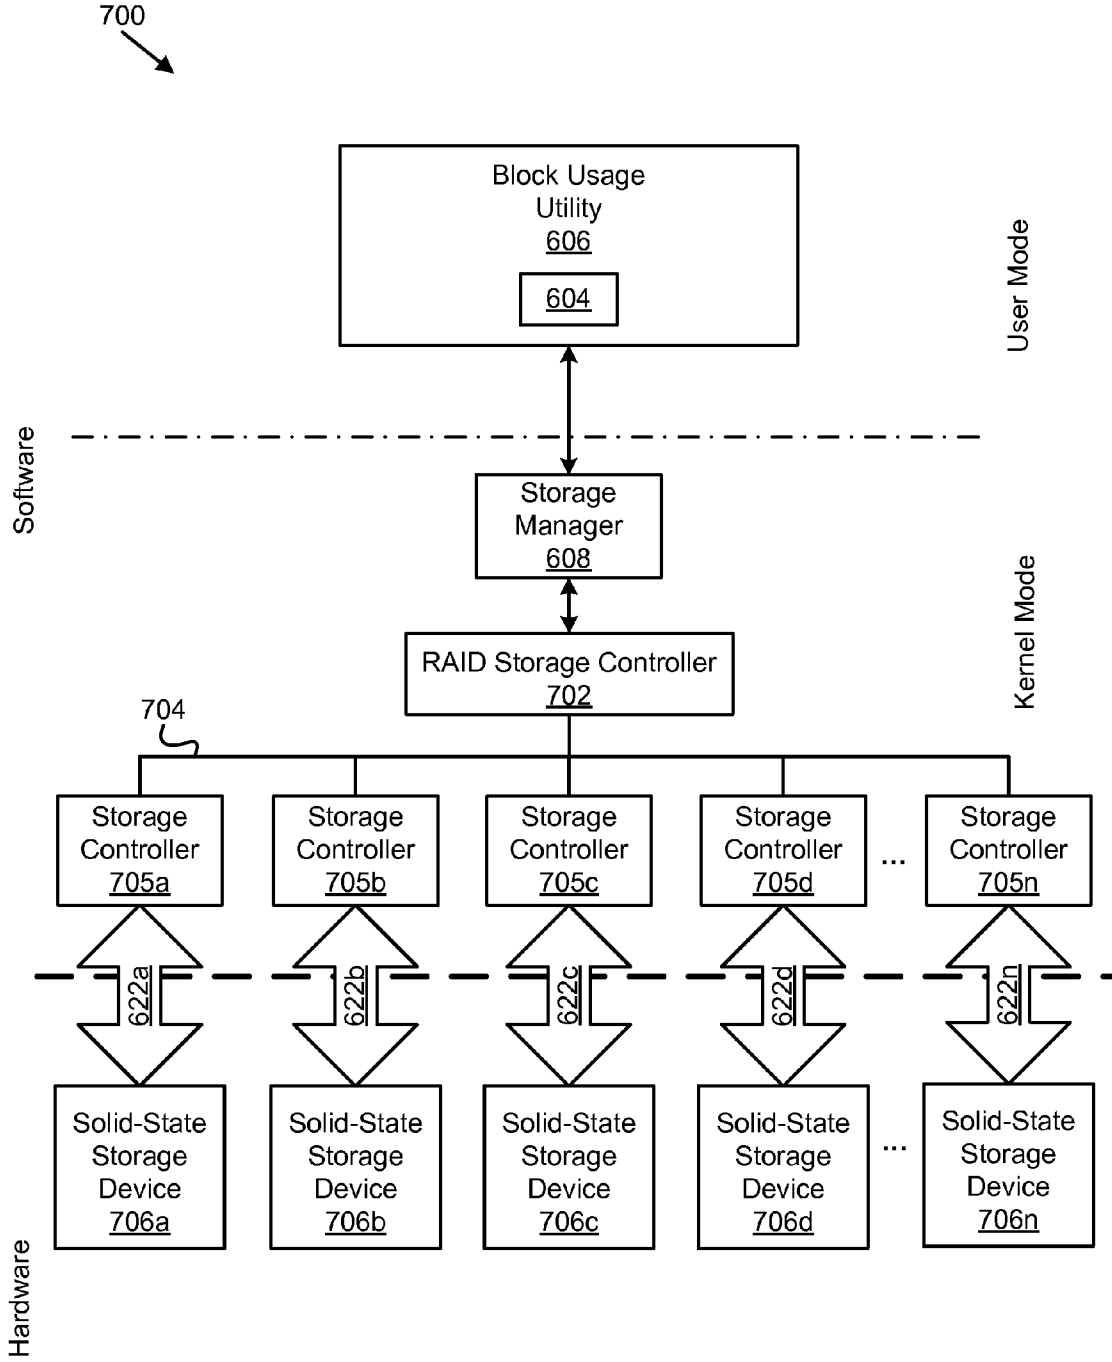 700
Block Usage
Utility
606
604
User Mode
Software
Storage
Manager
608
Kernel Mode
RAID Storage Controller
702
704
Storage
Controller
705a
Storage
Controller
705b
Storage
Controller
705c
Storage
Controller
705d
...
Storage
Controller
705n
622a
622b
622c
622d
622n
Solid-State
Storage
Device
706a
Solid-State
Storage
Device
706b
Solid-State
Storage
Device
706c
Solid-State
Storage
Device
706d
...
Solid-State
Storage
Device
706n
Hardware